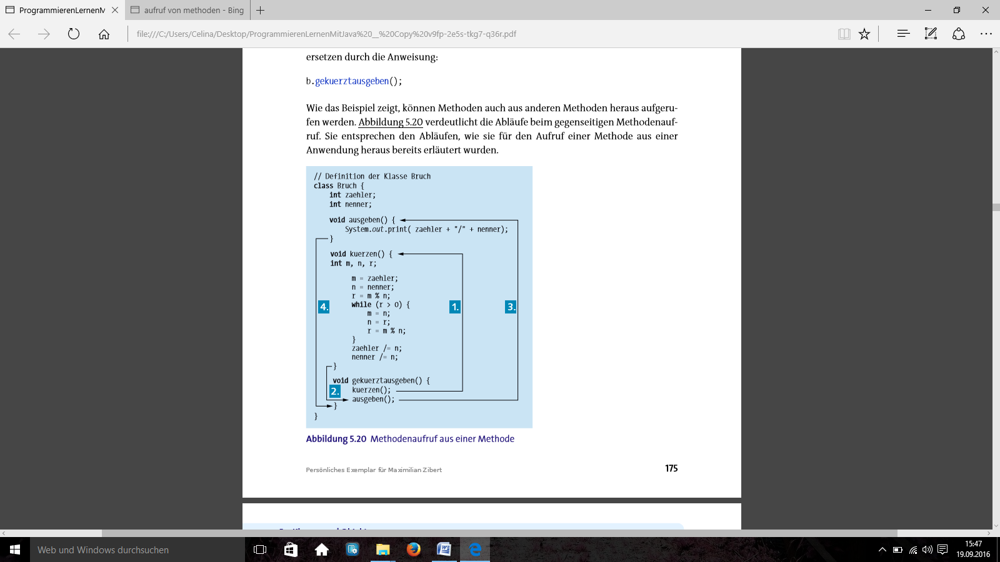 ProgrammierenLernenM
aufruf von methoden - Bing
file:///C:/Users/Celina/Desktop/ProgrammierenLernenMitJava%20__%20Copy%20v9fp-2e5s-tkg7-q36r.pdf
ersetzen durch die Anweisung:
b.gekuerztausgeben();
Wie das Beispiel zeigt, können Methoden auch aus anderen Methoden heraus aufgeru-
fen werden. Abbildung 5.20 verdeutlicht die Abläufe beim gegenseitigen Methodenauf-
ruf. Sie entsprechen den Abläufen, wie sie für den Aufruf einer Methode aus einer
Anwendung heraus bereits erläutert wurden.
// Definition der Klasse Bruch
class Bruch {
int zaehler;
int nenner;
void ausgeben() {
System.out.print( zaehler + "/" + nenner);
}
void kuerzen() {
int m, n, r;
m = zaehler;
n = nenner;
r = m % n;
while (r > 0) {
4.
1.
3.
m = n;
n = r;
r = m % n;
}
zaehler /= n;
nenner /= n;
}
void gekuerztausgeben() {
2.
kuerzen();
ausgeben();
}
}
Abbildung 5.20 Methodenaufruf aus einer Methode
Persönliches Exemplar für Maximilian Zibert
175
Web und Windows durchsuchen
15:47
19.09.2016